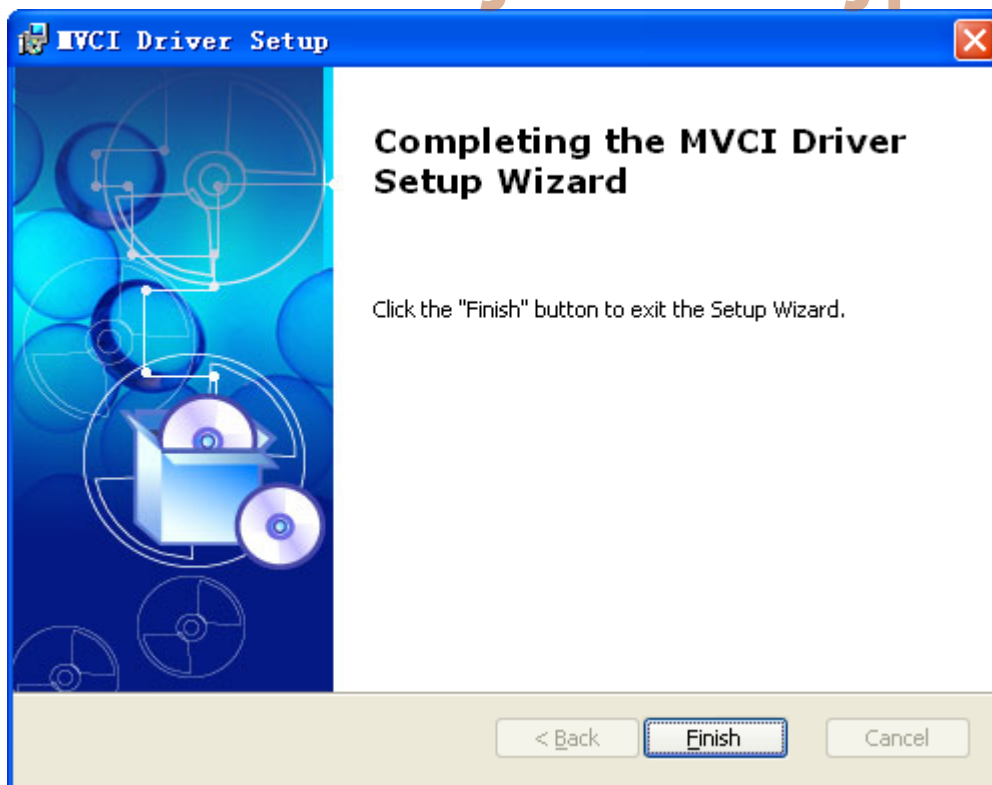 MVCI Driver Setup
Completing the MVCI Driver
Setup Wizard
Click the "Finish" button to exit the Setup Wizard.
< Back
Finish
Cancel